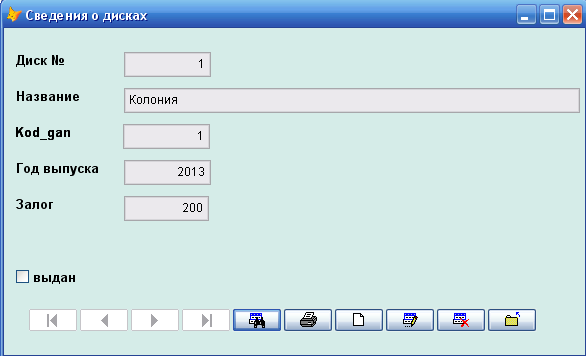 Сведения о дисках
Диск № 1
Название Колония
Kod_gan 1
Год выпуска 2013
Залог 200
выдан